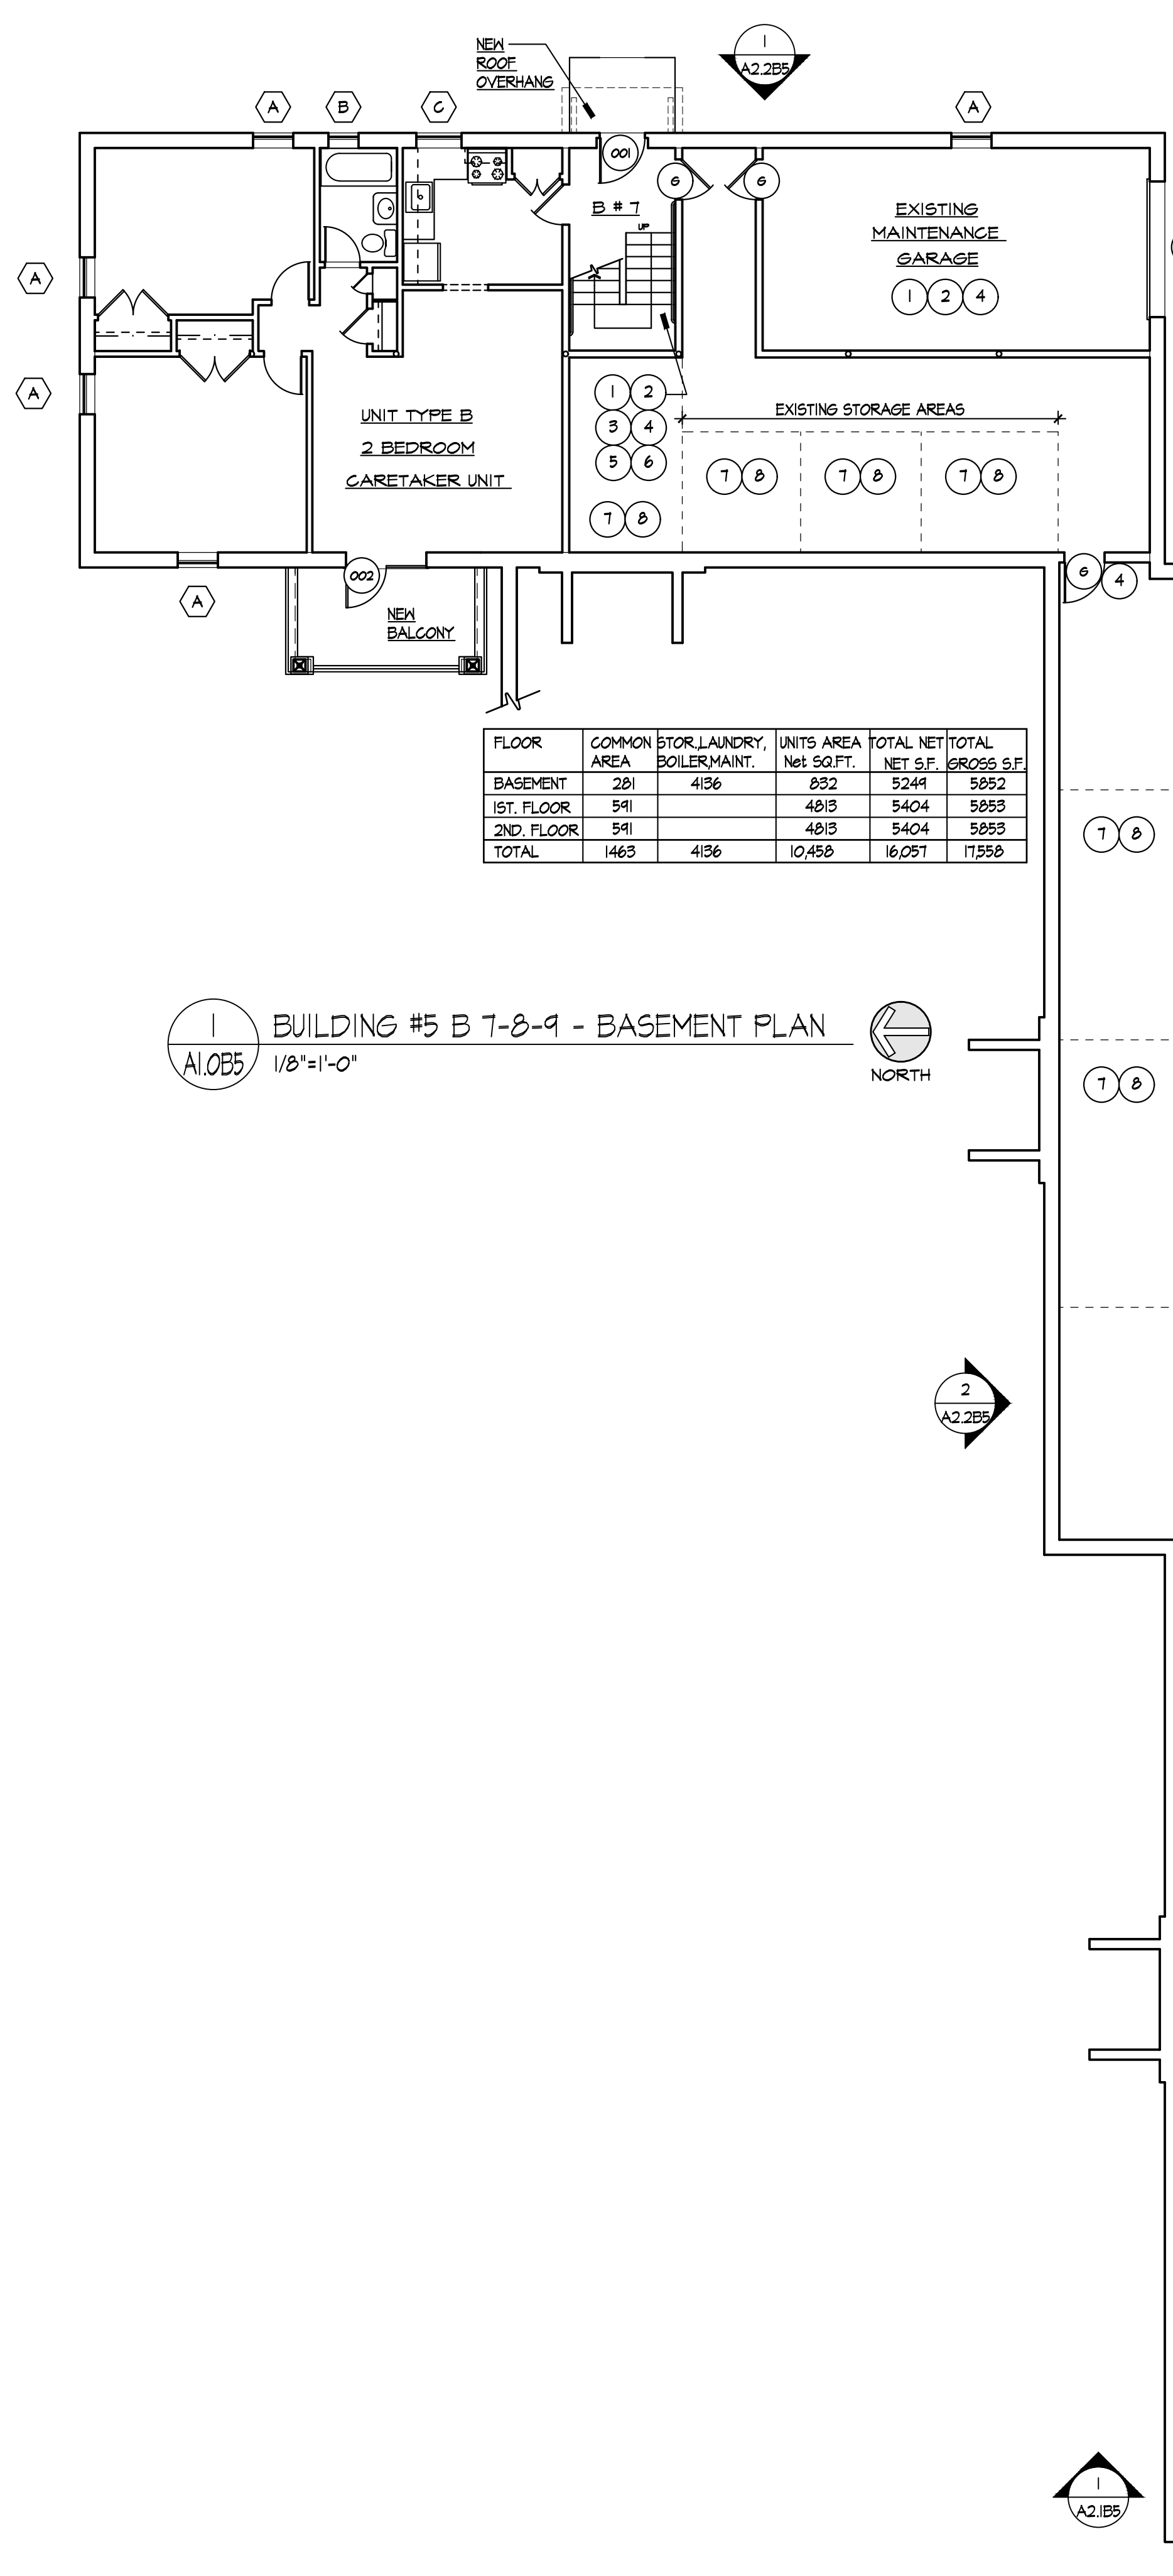 NEW
ROOF
OVERHANG
1
A2.2B5
A
B
C
A
001
G
G
B # 7
UP
EXISTING
MAINTENANCE
GARAGE
1 2 4
A
A
1 2
3 4
5 6
7 8
EXISTING STORAGE AREAS
7 8 7 8 7 8
UNIT TYPE B
2 BEDROOM
CARETAKER UNIT
002
G 4
A
NEW
BALCONY
FLOOR COMMON AREA STOR.,LAUNDRY, BOILER,MAINT. UNITS AREA Net SQ.FT. TOTAL NET NET S.F. TOTAL GROSS S.F.
BASEMENT 281 4136 832 5249 5852
1ST. FLOOR 591 4813 5404 5853
2ND. FLOOR 591 4813 5404 5853
TOTAL 1463 4136 10,458 16,057 17,558
7 8
1
A1.0B5
BUILDING #5 B 7-8-9 - BASEMENT PLAN
1/8"=1'-0"
NORTH
7 8
2
A2.2B5
1
A2.1B5